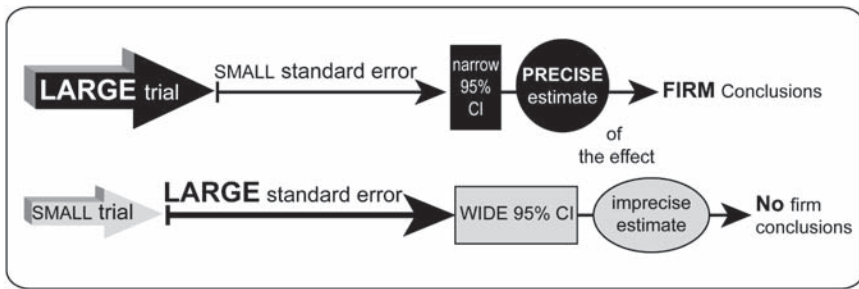 LARGE trial
SMALL standard error
narrow
95%
CI
PRECISE
estimate
FIRM Conclusions
of
the effect
SMALL trial
LARGE standard error
WIDE 95% CI
imprecise
estimate
No firm
conclusions